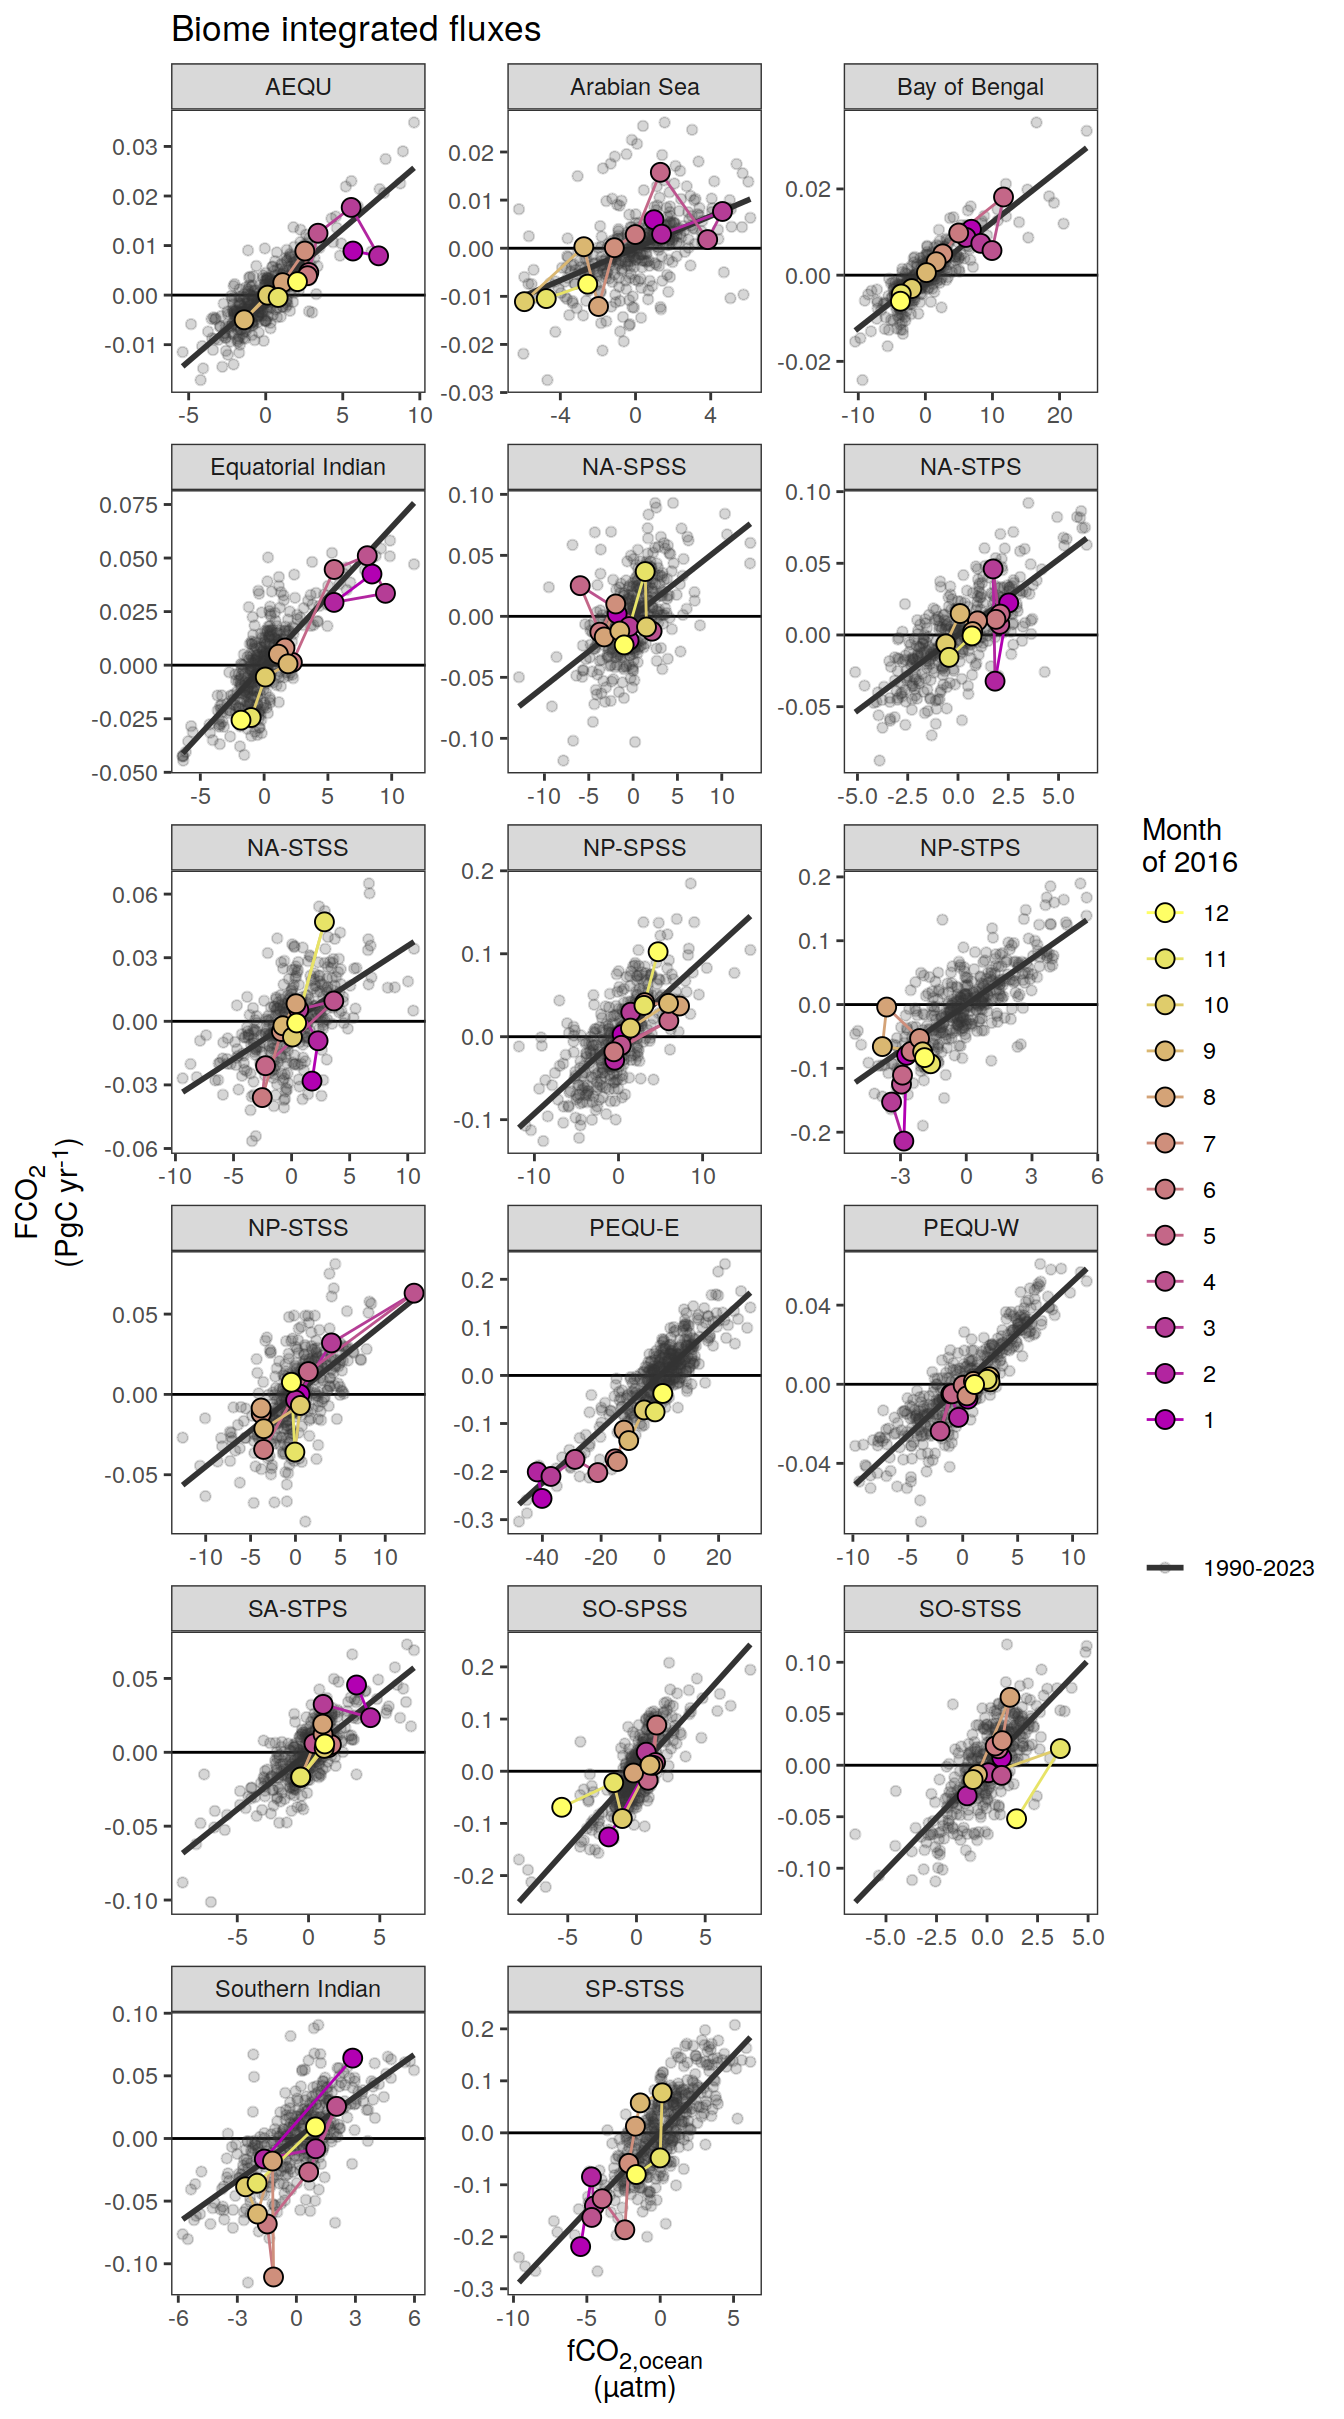 Biome integrated fluxes
AEQU
Arabian Sea
Bay of Bengal
0.03
0.02
0.01
0.00
-0.01
-5 0 5 10
0.02
0.01
0.00
-0.01
-0.02
-0.03
-4 0 4
0.02
0.00
-0.02
-10 0 10 20
Equatorial Indian
NA-SPSS
NA-STPS
0.075
0.050
0.025
0.000
-0.025
-0.050
-5 0 5 10
0.10
0.05
0.00
-0.05
-0.10
-10 -5 0 5 10
0.10
0.05
0.00
-0.05
-5.0 -2.5 0.0 2.5 5.0
NA-STSS
NP-SPSS
NP-STPS
0.06
0.03
0.00
-0.03
-0.06
-10 -5 0 5 10
0.2
0.1
0.0
-0.1
-10 0 10
0.2
0.1
0.0
-0.1
-0.2
-3 0 3 6
NP-STSS
PEQU-E
PEQU-W
0.05
0.00
-0.05
-10 -5 0 5 10
0.2
0.1
0.0
-0.1
-0.2
-0.3
-40 -20 0 20
0.04
0.00
-0.04
-10 -5 0 5 10
SA-STPS
SO-SPSS
SO-STSS
0.05
0.00
-0.05
-0.10
-5 0 5
0.2
0.1
0.0
-0.1
-0.2
-5 0 5
0.10
0.05
0.00
-0.05
-0.10
-5.0 -2.5 0.0 2.5 5.0
Southern Indian
SP-STSS
0.10
0.05
0.00
-0.05
-0.10
-6 -3 0 3 6
0.2
0.1
0.0
-0.1
-0.2
-0.3
-10 -5 0 5
FCO2
(PgC yr-1)
fCO2,ocean
(µatm)
Month
of 2016
12
11
10
9
8
7
6
5
4
3
2
1
1990-2023